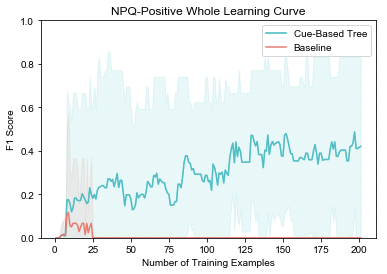 NPQ-Positive Whole Learning Curve
Cue-Based Tree
Baseline
F1 Score
1.0
0.8
0.6
0.4
0.2
0.0
0 25 50 75 100 125 150 175 200
Number of Training Examples